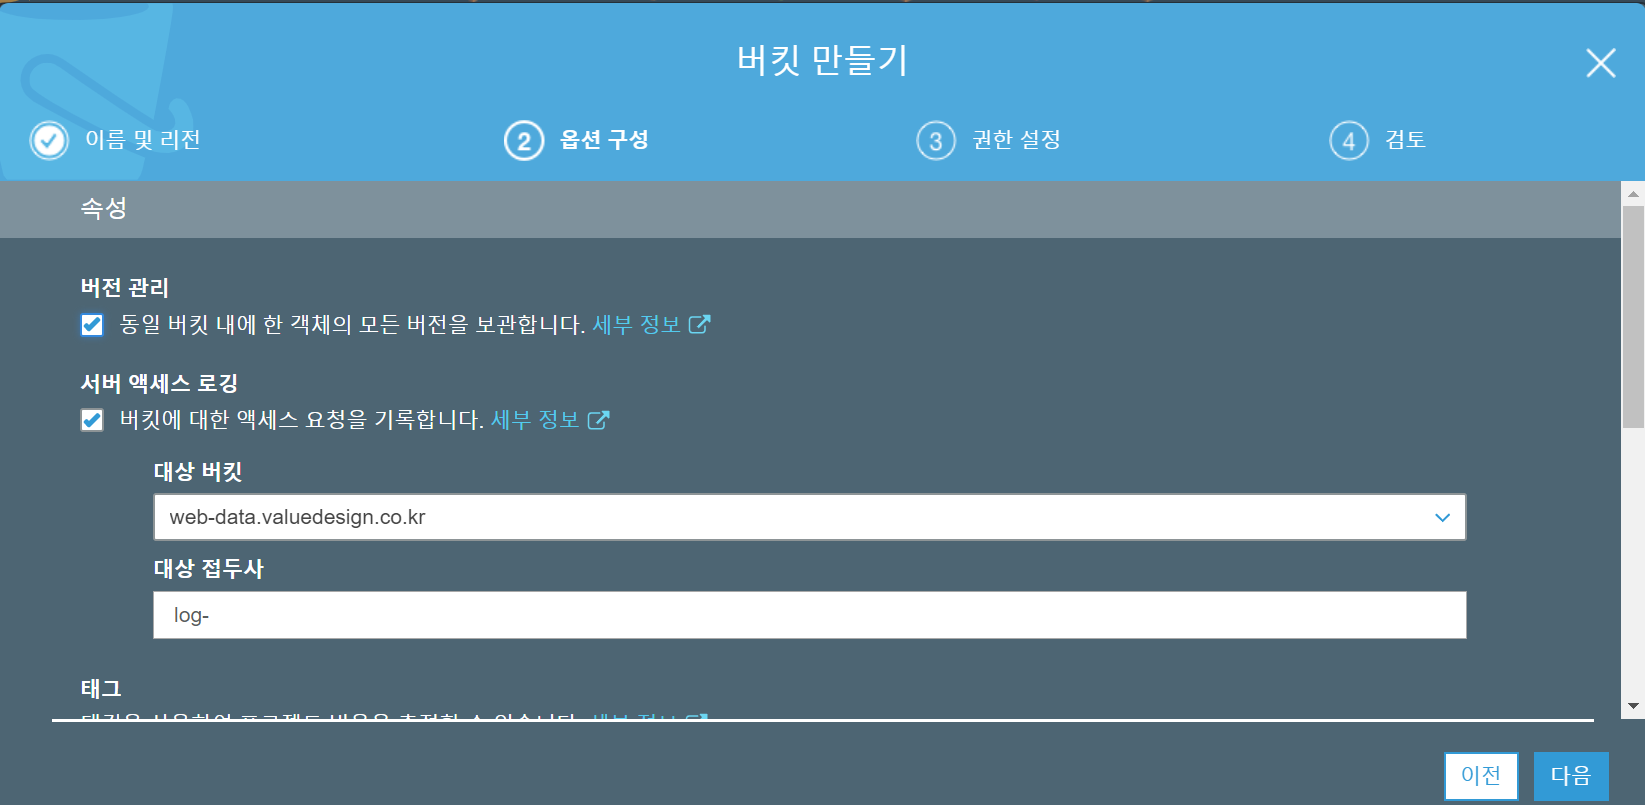 버킷 만들기
이름 및 리전
2 옵션 구성
3 권한 설정
4 검토
속성
버전 관리
동일 버킷 내에 한 객체의 모든 버전을 보관합니다. 세부 정보
서버 액세스 로깅
버킷에 대한 액세스 요청을 기록합니다. 세부 정보
대상 버킷
web-data.valuedesign.co.kr
대상 접두사
log-
태그
이전
다음